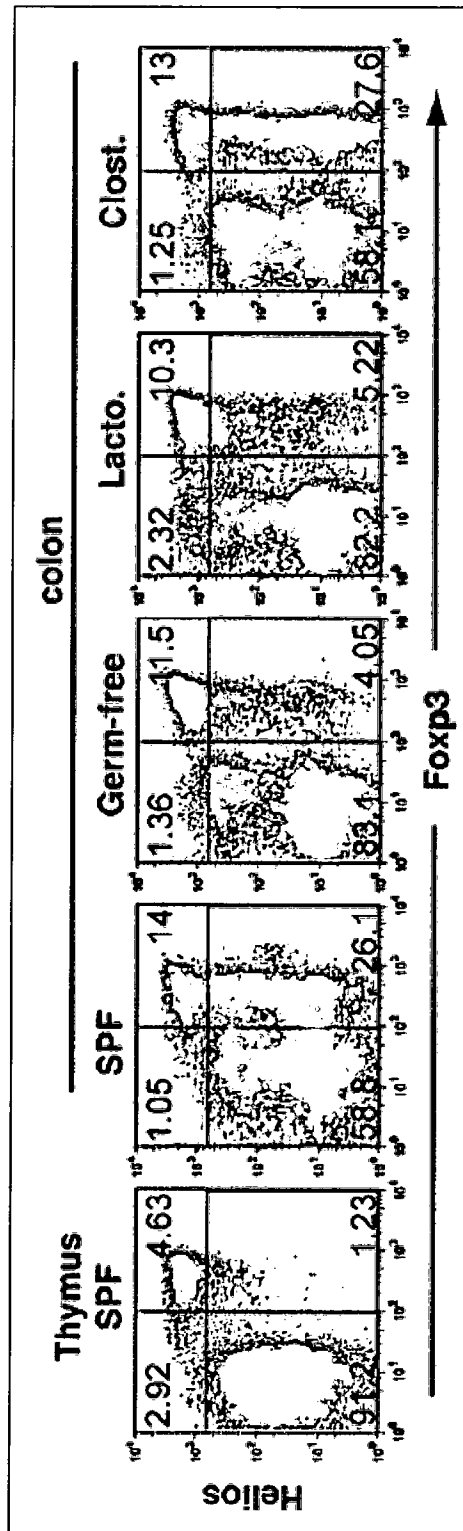 colon
Thymus
SPF SPF Germ-free Lacto. Clost.
2.92 4.63 1.05 14 1.36 11.5 2.32 10.3 1.25 13
91.2 1.23 58.8 26.1 83.1 4.05 82.2 5.22 58.1 27.6
Helios
Foxp3